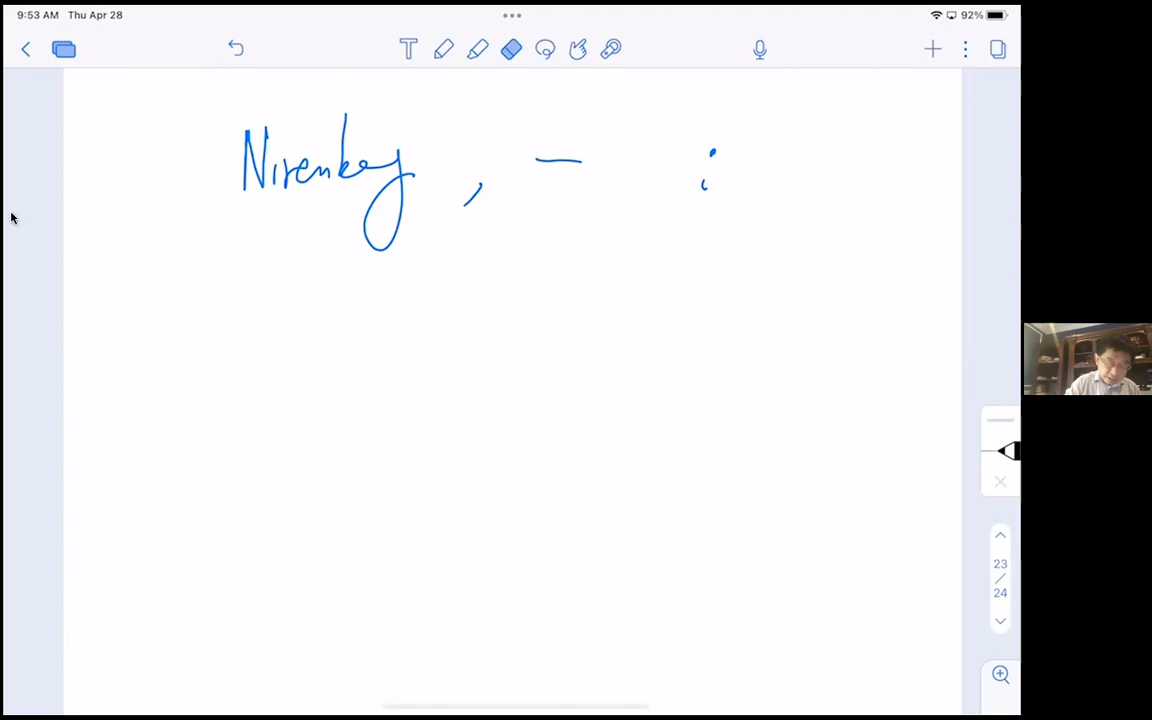 9:53 AM Thu Apr 28
92%
Nirenberg , — :
23
/
24